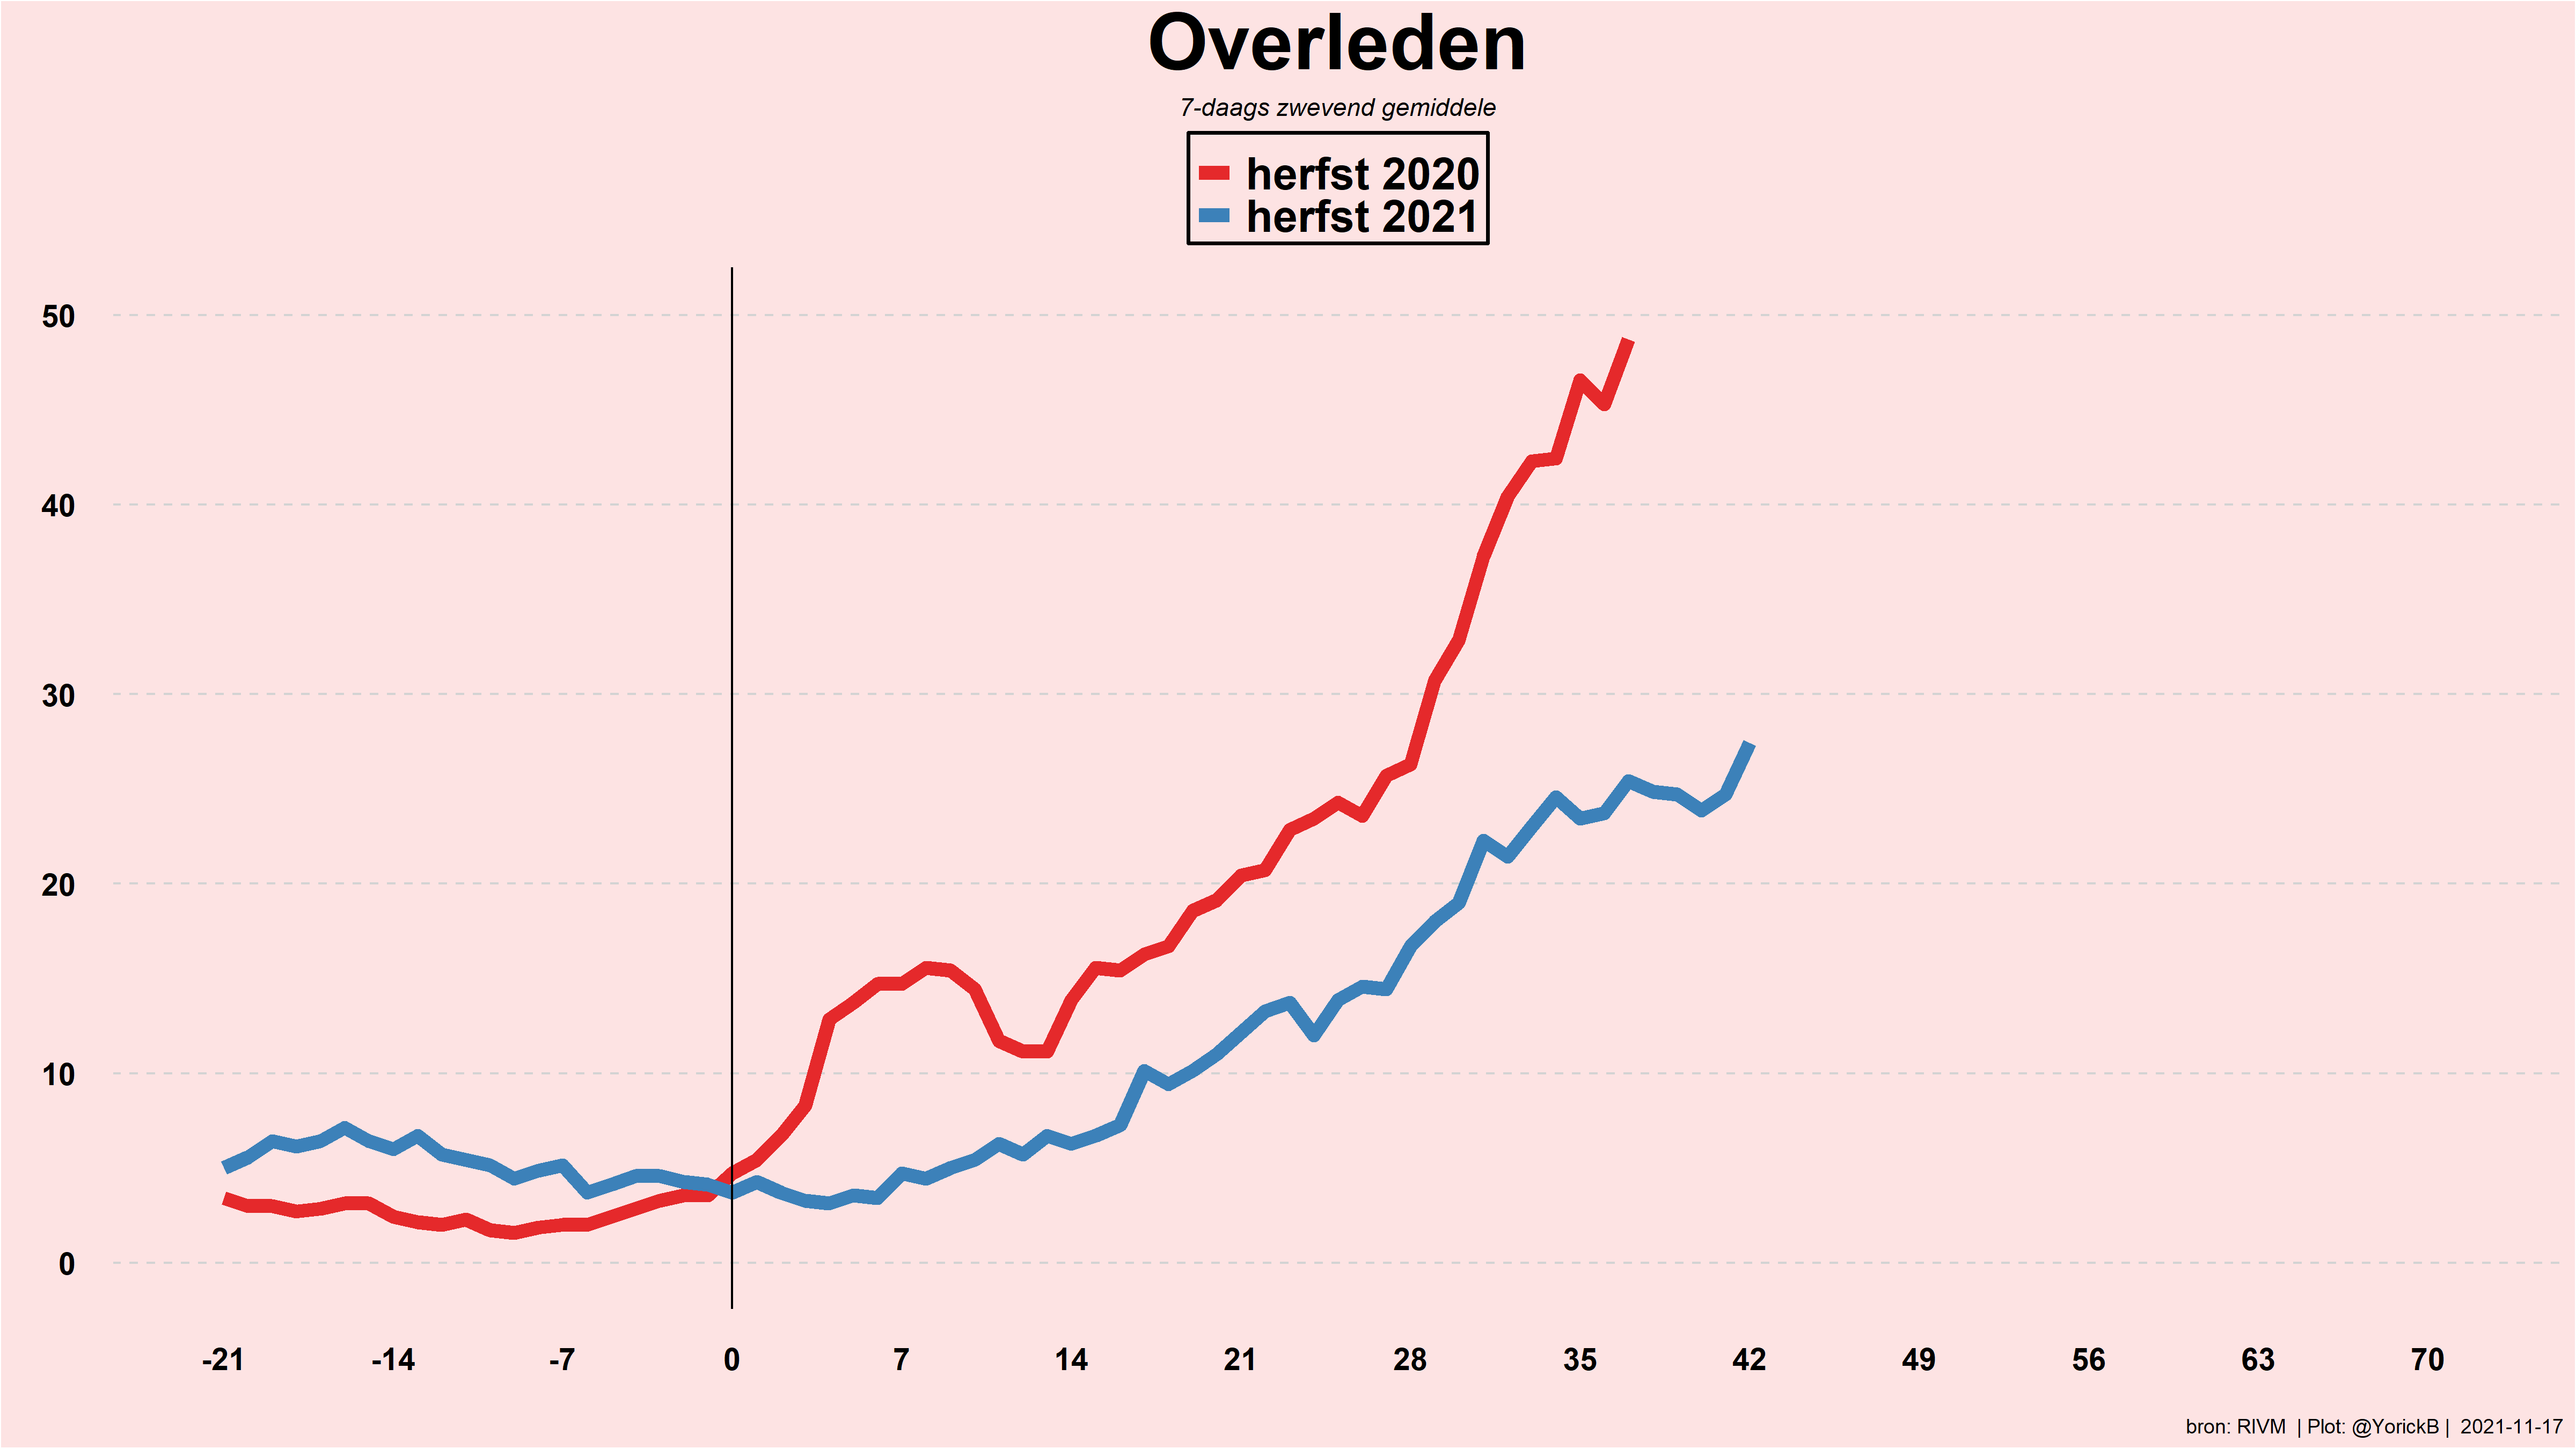 Overleden
7-daags zwevend gemiddele
herfst 2020
herfst 2021
50
40
30
20
10
0
-21 -14 -7 0 7 14 21 28 35 42 49 56 63 70
bron: RIVM | Plot: @YorickB | 2021-11-17